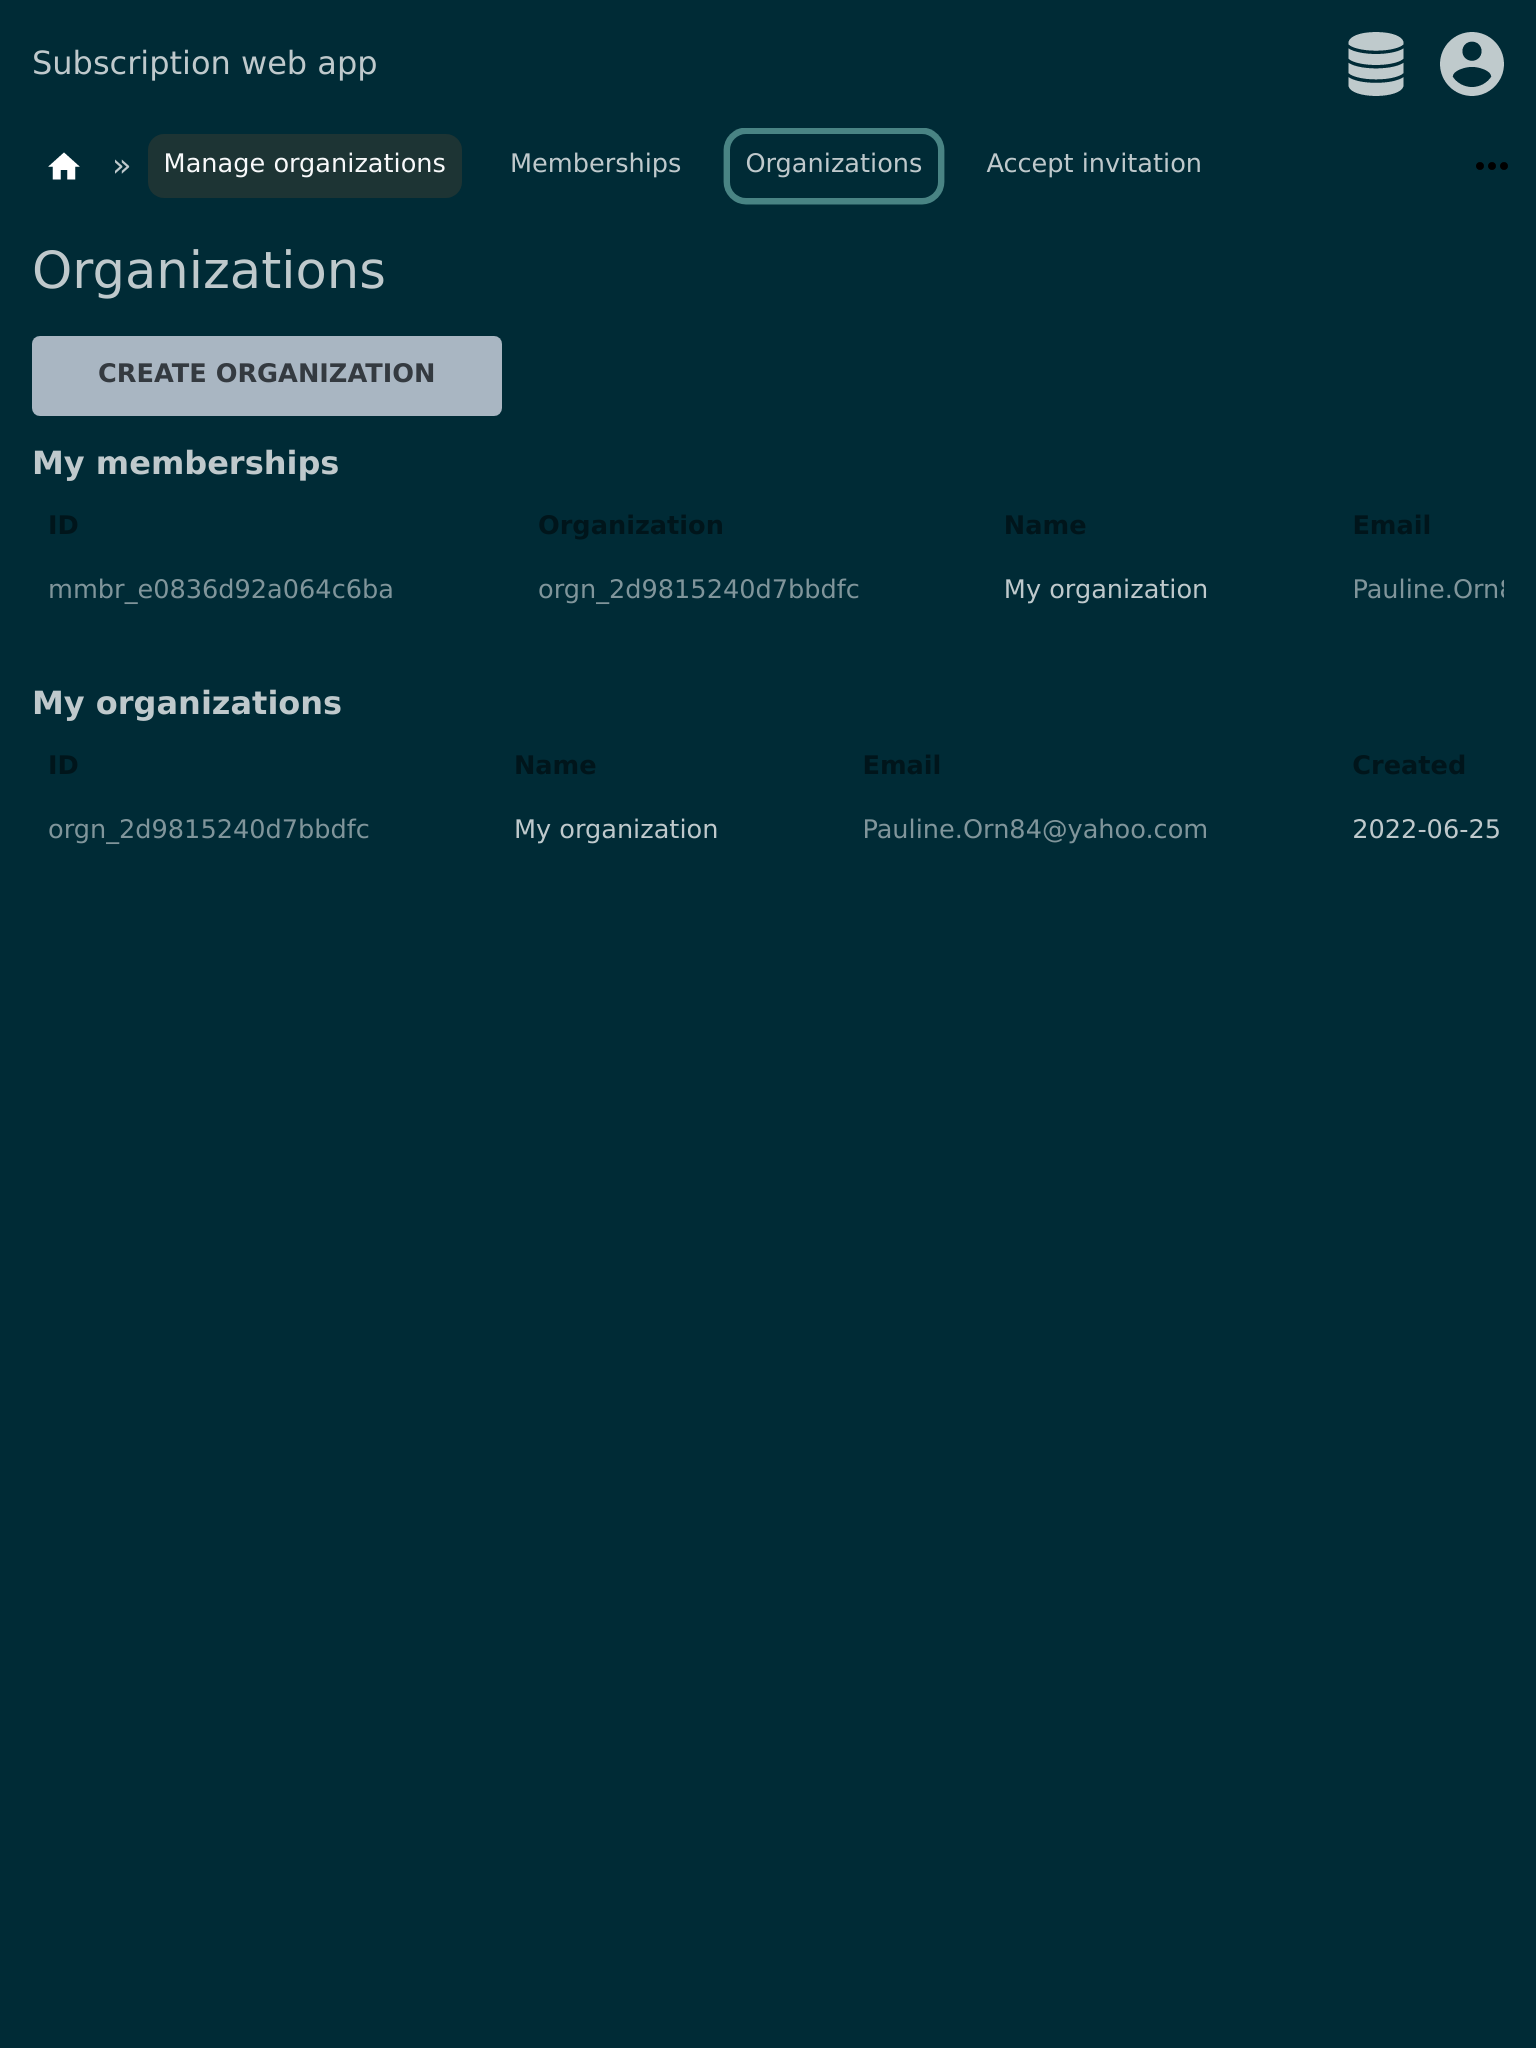 Subscription web app
» Manage organizations Memberships Organizations Accept invitation
Organizations
CREATE ORGANIZATION
My memberships
ID Organization Name Email
mmbr_e0836d92a064c6ba orgn_2d9815240d7bbdfc My organization Pauline.Orn8
My organizations
ID Name Email Created
orgn_2d9815240d7bbdfc My organization Pauline.Orn84@yahoo.com 2022-06-25